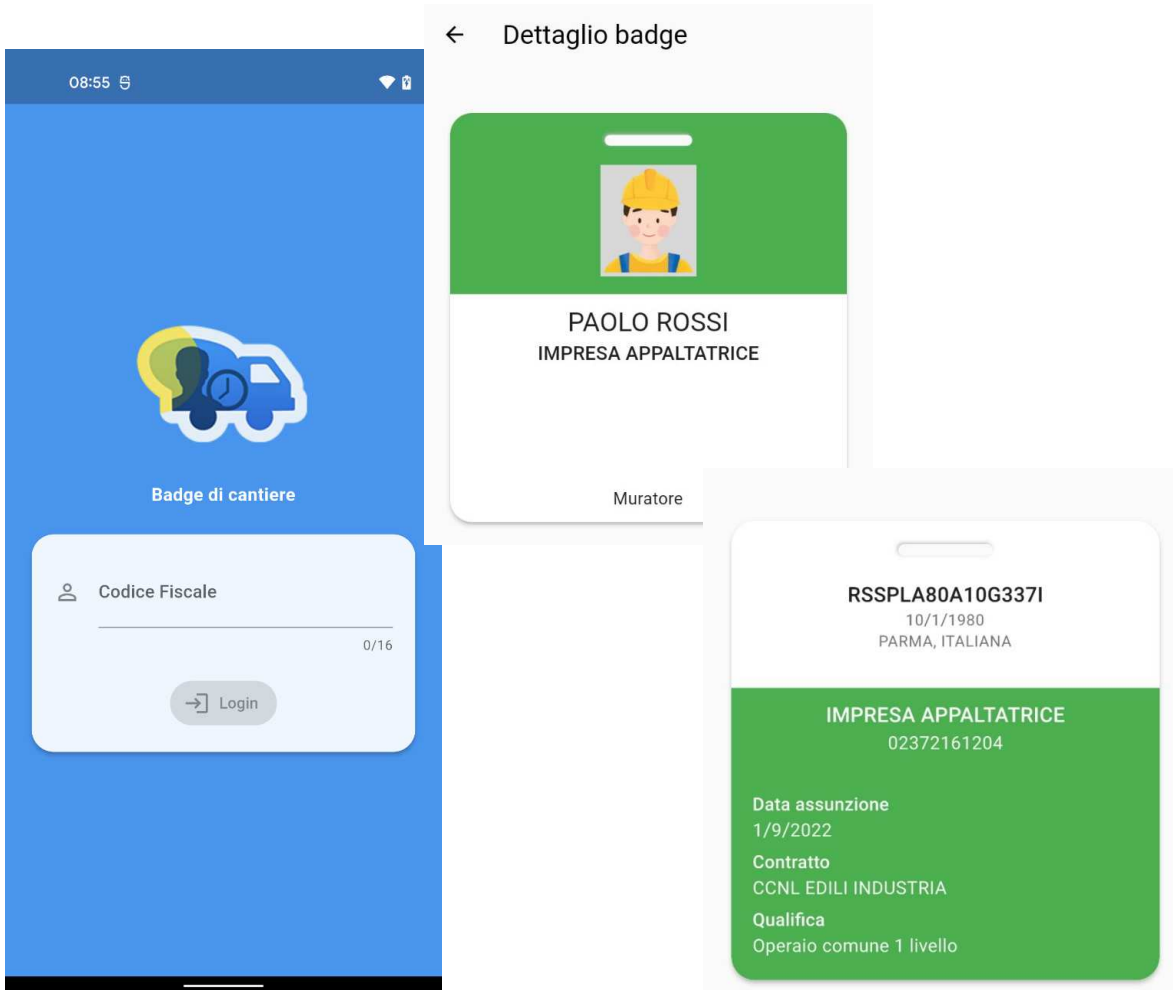 08:55
Badge di cantiere
Codice Fiscale
0/16
Login
Dettaglio badge
PAOLO ROSSI
IMPRESA APPALTATRICE
Muratore
RSSPLA80A10G337I
10/1/1980
PARMA, ITALIANA
IMPRESA APPALTATRICE
02372161204
Data assunzione
1/9/2022
Contratto
CCNL EDILI INDUSTRIA
Qualifica
Operaio comune 1 livello